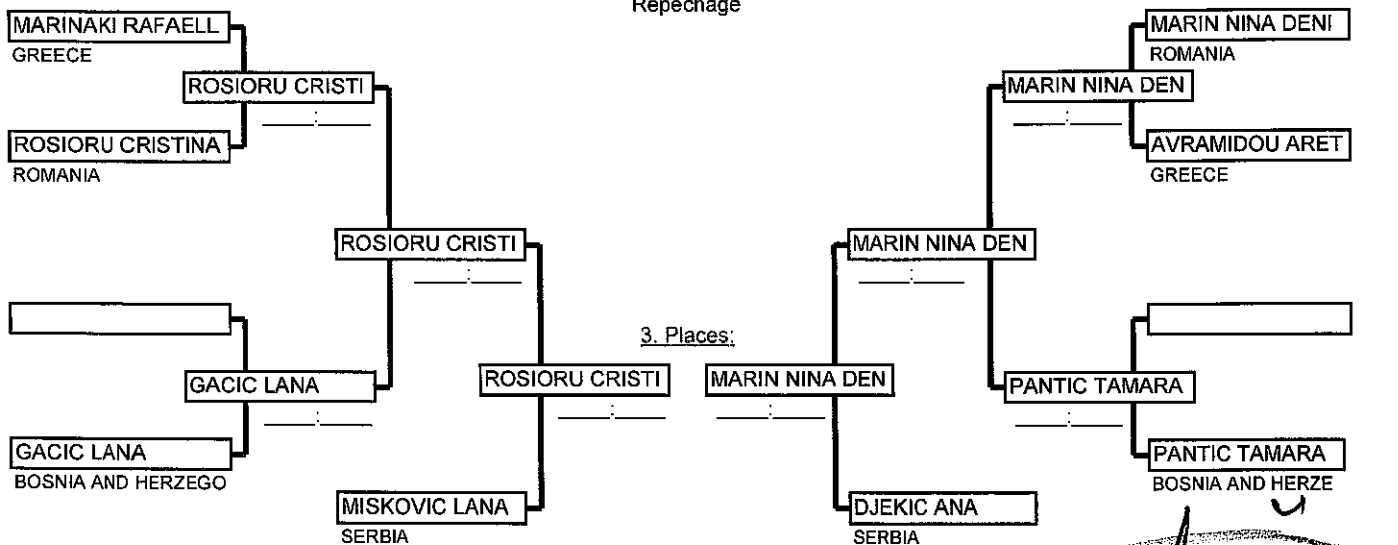 Repechage
MARINAKI RAFAELL
GREECE
MARIN NINA DENI
ROMANIA
ROSIORU CRISTI
MARIN NINA DEN
ROSIORU CRISTINA
ROMANIA
AVRAMIDOU ARET
GREECE
ROSIORU CRISTI
MARIN NINA DEN
3. Places:
GACIC LANA
ROSIORU CRISTI
MARIN NINA DEN
PANTIC TAMARA
GACIC LANA
BOSNIA AND HERZEGO
PANTIC TAMARA
BOSNIA AND HERZE
MISKOVIC LANA
SERBIA
DJEKIC ANA
SERBIA